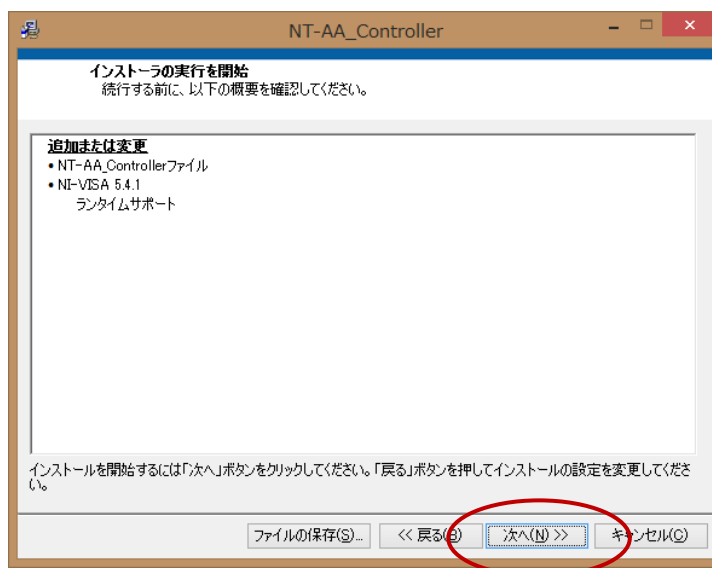 NT-AA_Controller
インストーラの実行を開始
続行する前に、以下の概要を確認してください。
追加または変更
• NT-AA_Controllerファイル
• NI-VISA 5.4.1
ランタイムサポート
インストールを開始するには「次へ」ボタンをクリックしてください。「戻る」ボタンを押してインストールの設定を変更してくださ
い。
ファイルの保存(S)... << 戻る(B) 次へ(N) >> キャンセル(C)